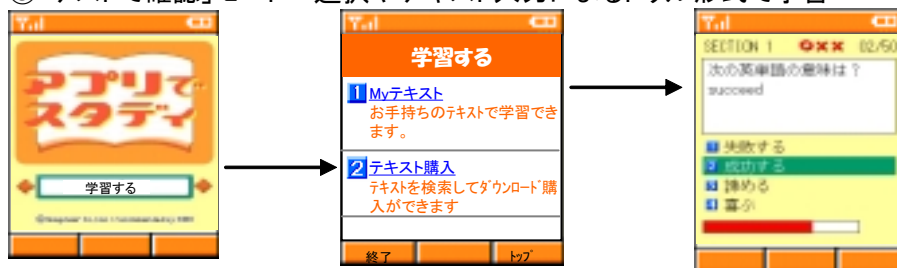 アプリで
スタディ
学習する
学習する
1 Myテキスト
お手持ちのテキストで学習でき
ます。
2 テキスト購入
テキストを検索してダウンロード購
入ができます
終了 トップ
SECTION 1 02/50
次の英単語の意味は？
succeed
1 失敗する
2 成功する
3 諦める
4 喜ぶ